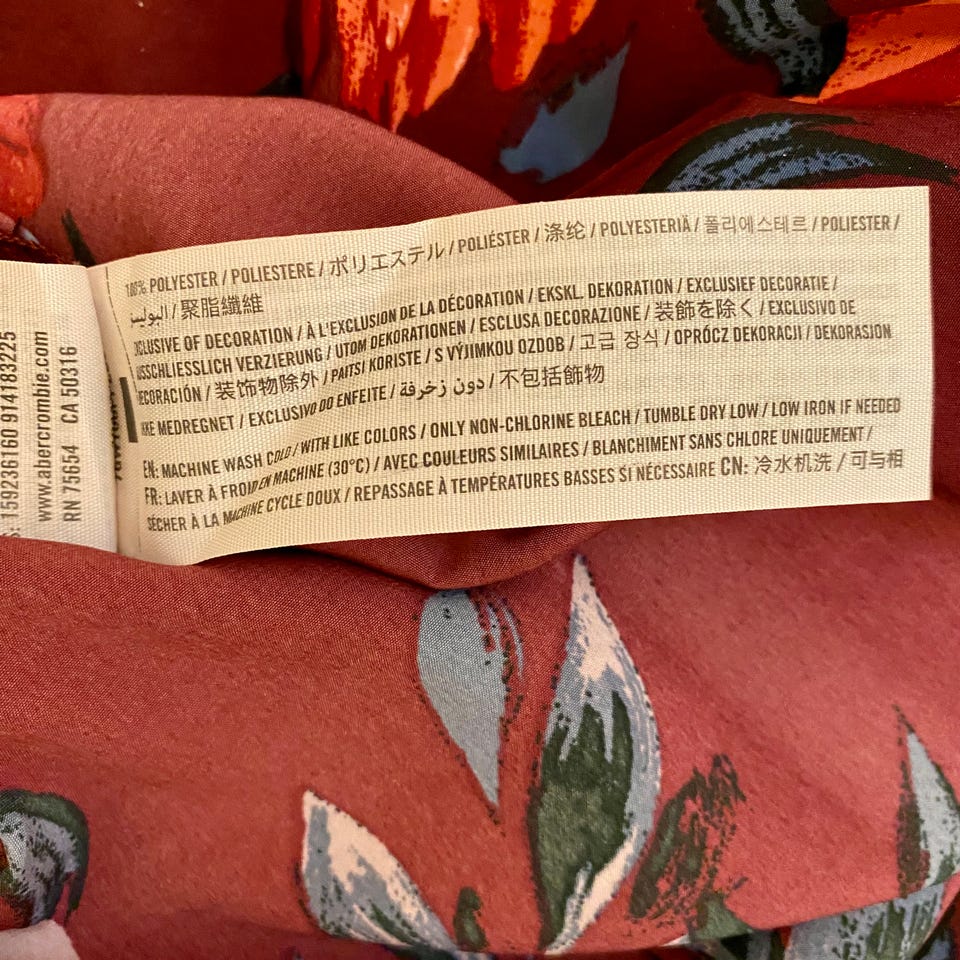 100% POLYESTER / POLIESTERE / ポリエステル / POLIÉSTER / 涤纶 / POLYESTERIÄ / 폴리에스테르 / POLIESTER /
البوليستر / 聚脂纖維
EXCLUSIVE OF DECORATION / À L'EXCLUSION DE LA DÉCORATION / EKSKL. DEKORATION / EXCLUSIEF DECORATIE /
AUSSCHLIESSLICH VERZIERUNG / UTOM DEKORATIONEN / ESCLUSA DECORAZIONE / 装飾を除く / EXCLUSIVO DE
DECORACIÓN / 装饰物除外 / PAITSI KORISTE / S VÝJIMKOU OZDOB / 고급 장식 / OPRÓCZ DEKORACJI / DEKORASJON
IKKE MEDREGNET / EXCLUSIVO DO ENFEITE / دون زخرفة / 不包括飾物
EN: MACHINE WASH COLD / WITH LIKE COLORS / ONLY NON-CHLORINE BLEACH / TUMBLE DRY LOW / LOW IRON IF NEEDED
FR: LAVER À FROID EN MACHINE (30°C) / AVEC COULEURS SIMILAIRES / BLANCHIMENT SANS CHLORE UNIQUEMENT /
SÉCHER À LA MACHINE CYCLE DOUX / REPASSAGE À TEMPÉRATURES BASSES SI NÉCESSAIRE CN: 冷水机洗 / 可与相
159236160 914183225
www.abercrombie.com
RN 75654 CA 50316